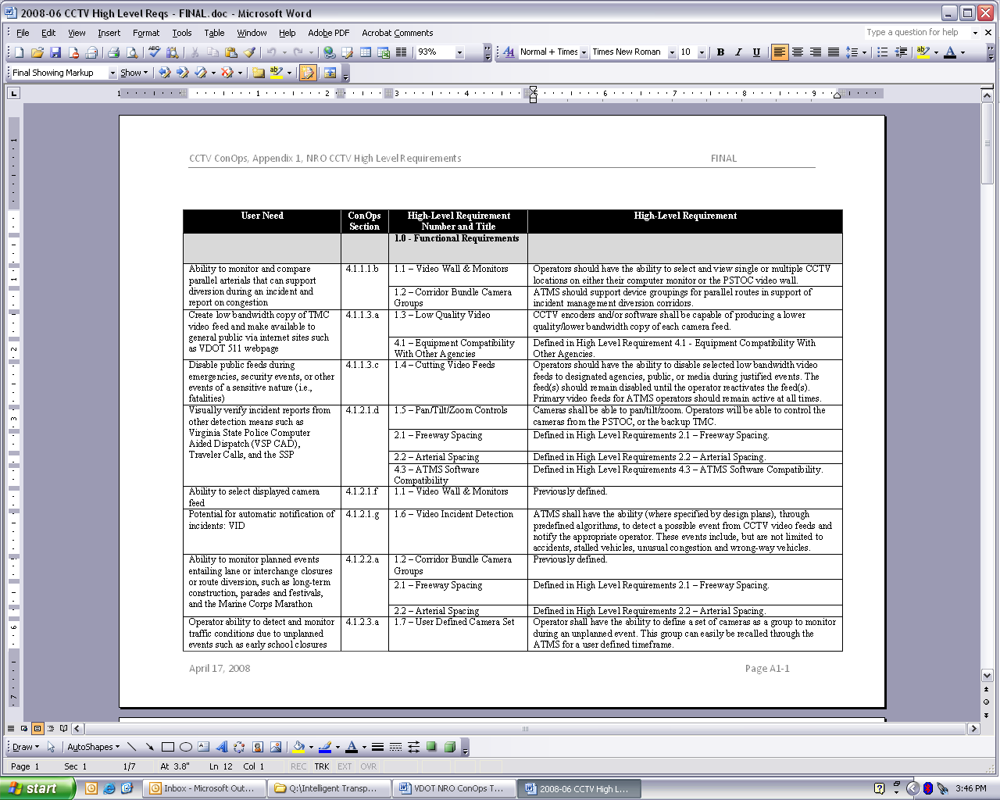 2008-06 CCTV High Level Reqs - FINAL.doc - Microsoft Word
File Edit View Insert Format Tools Table Window Help Adobe PDF Acrobat Comments
Type a question for help
93% Normal + Times Times New Roman 10 B I U
Final Showing Markup Show
1 1 2 3 4 5 6 7 8 9
CCTV ConOps, Appendix 1, NRO CCTV High Level Requirements FINAL
User Need
ConOps
Section
High-Level Requirement
Number and Title
High-Level Requirement
1.0 - Functional Requirements
Ability to monitor and compare
parallel arterials that can support
diversion during an incident and
report on congestion
4.1.1.1.b
1.1 – Video Wall & Monitors
Operators should have the ability to select and view single or multiple CCTV
locations on either their computer monitor or the PSTOC video wall.
1.2 – Corridor Bundle Camera
Groups
ATMS should support device groupings for parallel routes in support of
incident management diversion corridors.
Create low bandwidth copy of TMC
video feed and make available to
general public via internet sites such
as VDOT 511 webpage
4.1.1.3.a
1.3 – Low Quality Video
CCTV encoders and/or software shall be capable of producing a lower
quality/lower bandwidth copy of each camera feed.
4.1 – Equipment Compatibility
With Other Agencies
Defined in High Level Requirement 4.1 - Equipment Compatibility With
Other Agencies.
Disable public feeds during
emergencies, security events, or other
events of a sensitive nature (i.e.,
fatalities)
4.1.1.3.c
1.4 – Cutting Video Feeds
Operators should have the ability to disable selected low bandwidth video
feeds to designated agencies, public, or media during justified events. The
feed(s) should remain disabled until the operator reactivates the feed(s).
Primary video feeds for ATMS operators should remain active at all times.
Visually verify incident reports from
other detection means such as
Virginia State Police Computer
Aided Dispatch (VSP CAD),
Traveler Calls, and the SSP
4.1.2.1.d
1.5 – Pan/Tilt/Zoom Controls
Cameras shall be able to pan/tilt/zoom. Operators will be able to control the
cameras from the PSTOC, or the backup TMC.
2.1 – Freeway Spacing
Defined in High Level Requirements 2.1 – Freeway Spacing.
2.2 – Arterial Spacing
Defined in High Level Requirements 2.2 – Arterial Spacing.
4.3 – ATMS Software
Compatibility
Defined in High Level Requirements 4.3 – ATMS Software Compatibility.
Ability to select displayed camera
feed
4.1.2.1.f
1.1 – Video Wall & Monitors
Previously defined.
Potential for automatic notification of
incidents: VID
4.1.2.1.g
1.6 – Video Incident Detection
ATMS shall have the ability (where specified by design plans), through
predefined algorithms, to detect a possible event from CCTV video feeds and
notify the appropriate operator. These events include, but are not limited to
accidents, stalled vehicles, unusual congestion and wrong-way vehicles.
Ability to monitor planned events
entailing lane or interchange closures
or route diversion, such as long-term
construction, parades and festivals,
and the Marine Corps Marathon
4.1.2.2.a
1.2 – Corridor Bundle Camera
Groups
Previously defined.
2.1 – Freeway Spacing
Defined in High Level Requirements 2.1 – Freeway Spacing.
2.2 – Arterial Spacing
Defined in High Level Requirements 2.2 – Arterial Spacing.
Operator ability to detect and monitor
traffic conditions due to unplanned
events such as early school closures
4.1.2.3.a
1.7 – User Defined Camera Set
Operator shall have the ability to define a set of cameras as a group to monitor
during an unplanned event. This group can easily be recalled through the
ATMS for a user defined timeframe.
April 17, 2008 Page A1-1
Draw AutoShapes
Page 1 Sec 1 1/7 At 3.8" Ln 12 Col 1 REC TRK EXT OVR
start Inbox - Microsoft Out... Q:\Intelligent Transp... VDOT NRO ConOps T... 2008-06 CCTV High L... 3:46 PM